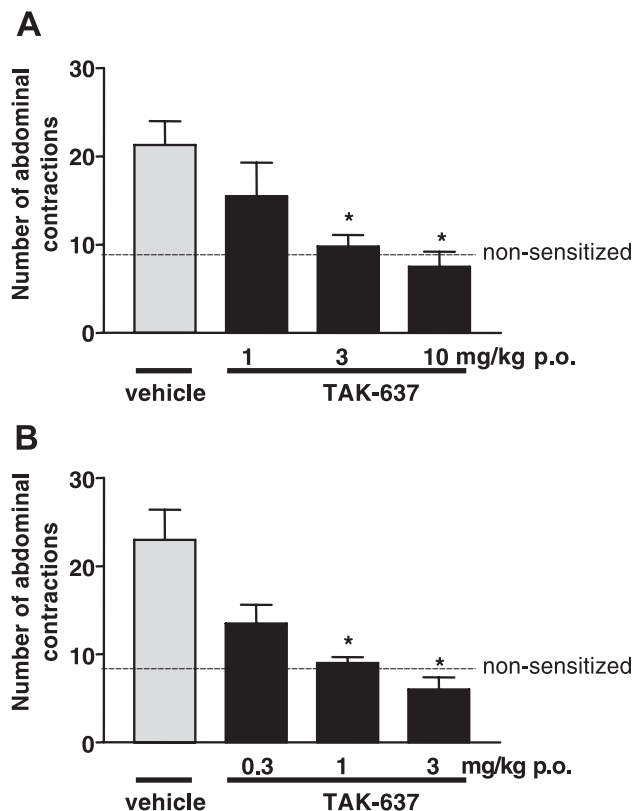 A
Number of abdominal
contractions
30
20
10
0
*
*
non-sensitized
1 3 10 mg/kg p.o.
vehicle TAK-637
B
Number of abdominal
contractions
30
20
10
0
*
*
non-sensitized
0.3 1 3 mg/kg p.o.
vehicle TAK-637